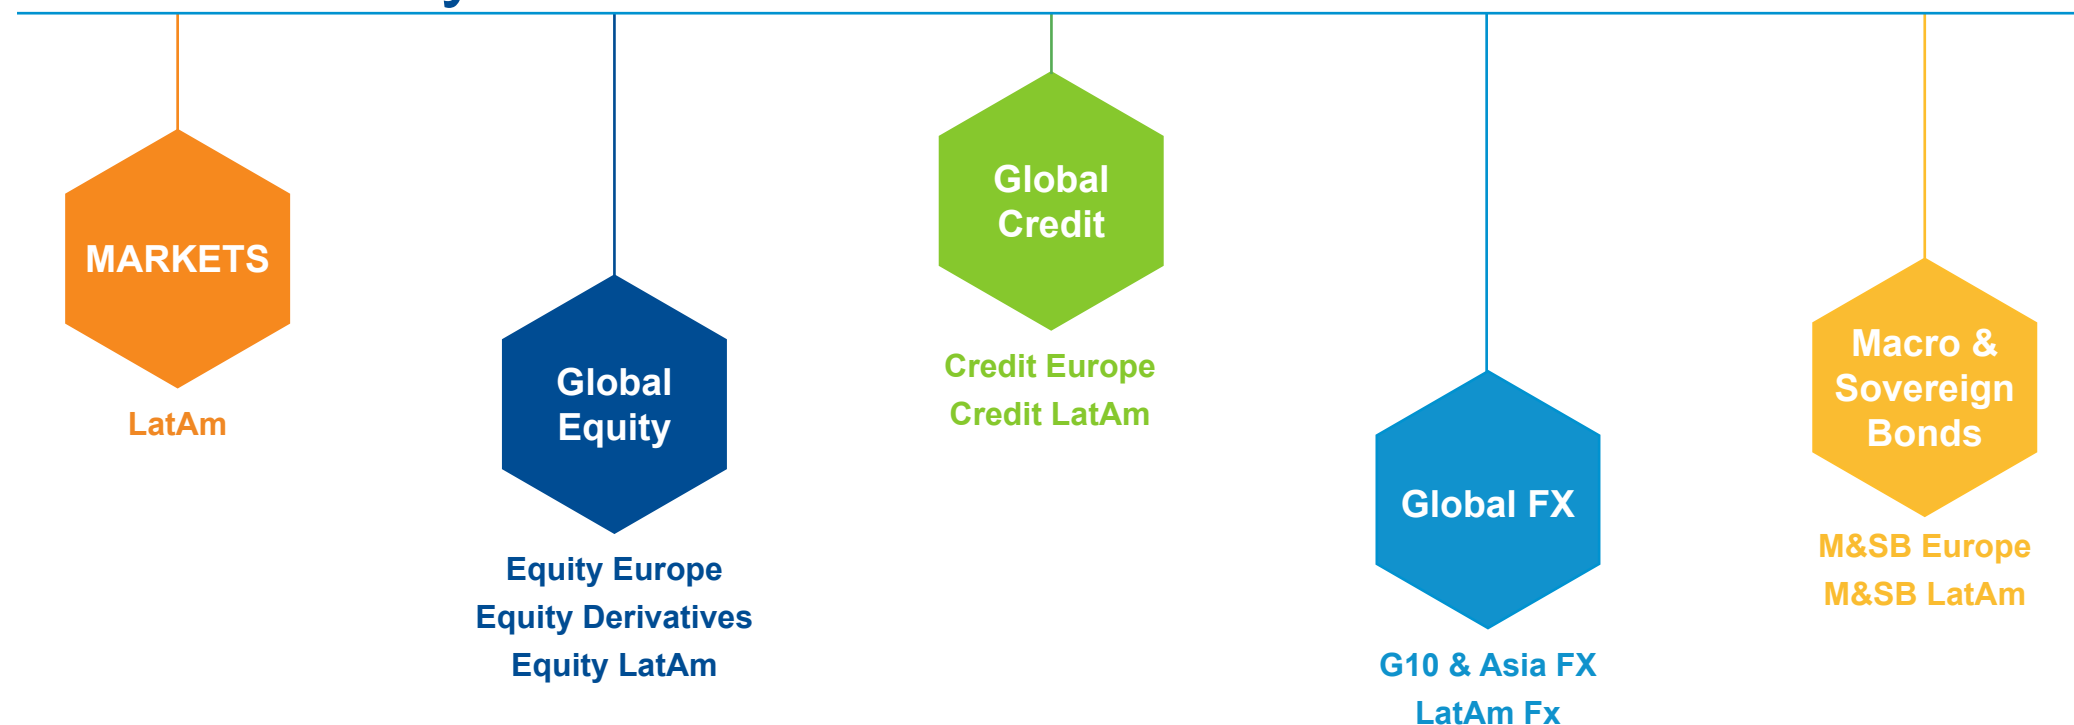 MARKETS
LatAm
Global
Equity
Equity Europe
Equity Derivatives
Equity LatAm
Global
Credit
Credit Europe
Credit LatAm
Global FX
G10 & Asia FX
LatAm Fx
Macro &
Sovereign
Bonds
M&SB Europe
M&SB LatAm